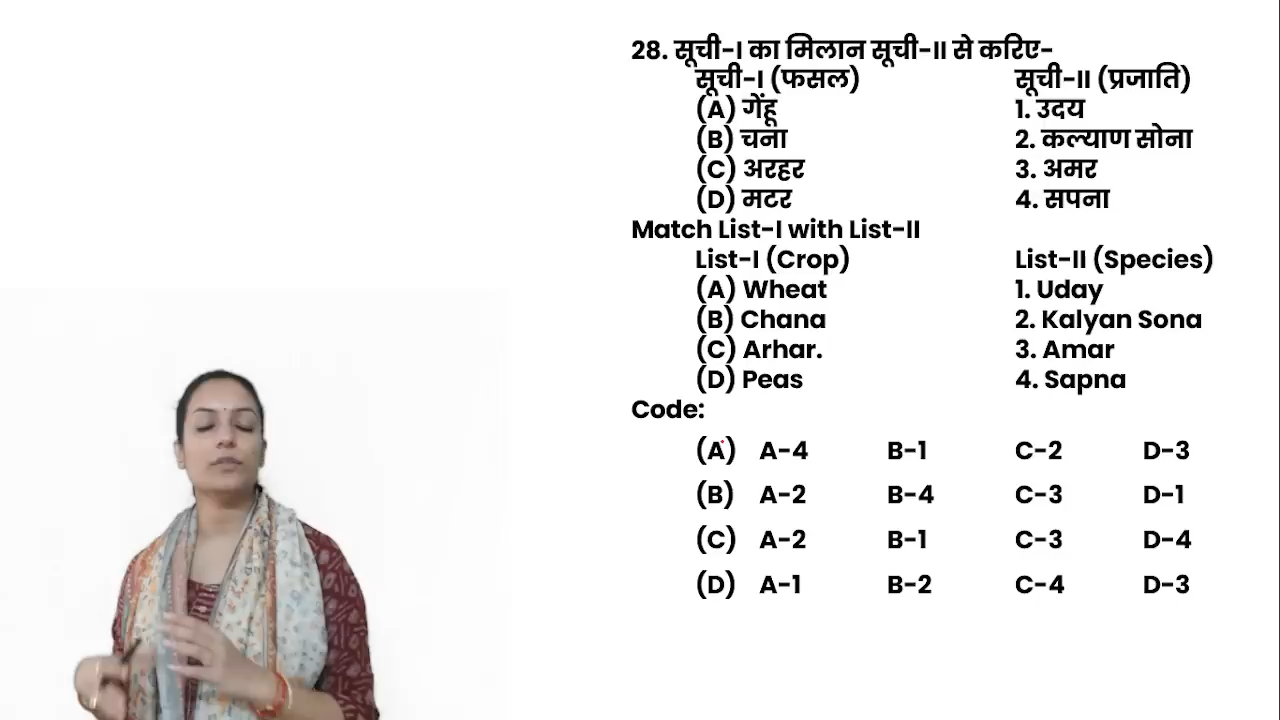 28. सूची-I का मिलान सूची-II से करिए-
सूची-I (फसल) सूची-II (प्रजाति)
(A) गेंहू 1. उदय
(B) चना 2. कल्याण सोना
(C) अरहर 3. अमर
(D) मटर 4. सपना
Match List-I with List-II
List-I (Crop) List-II (Species)
(A) Wheat 1. Uday
(B) Chana 2. Kalyan Sona
(C) Arhar. 3. Amar
(D) Peas 4. Sapna
Code:
(A) A-4 B-1 C-2 D-3
(B) A-2 B-4 C-3 D-1
(C) A-2 B-1 C-3 D-4
(D) A-1 B-2 C-4 D-3